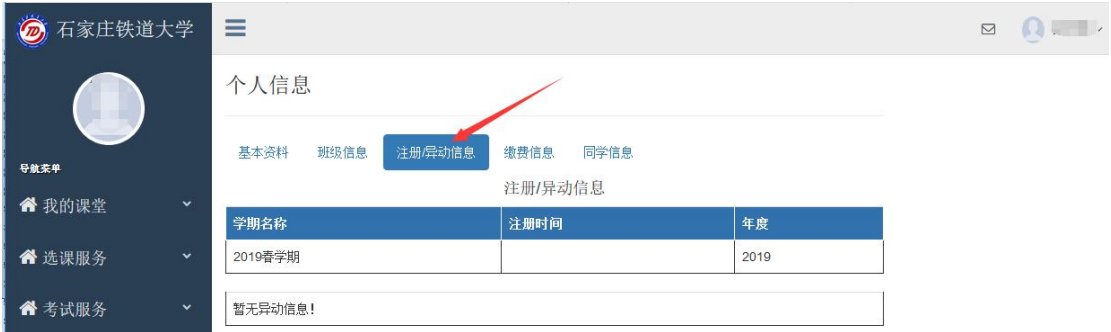 石家庄铁道大学
个人信息
导航菜单
我的课堂
选课服务
考试服务
基本资料 班级信息 注册/异动信息 缴费信息 同学信息
注册/异动信息
学期名称 注册时间 年度
2019春学期 2019
暂无异动信息!